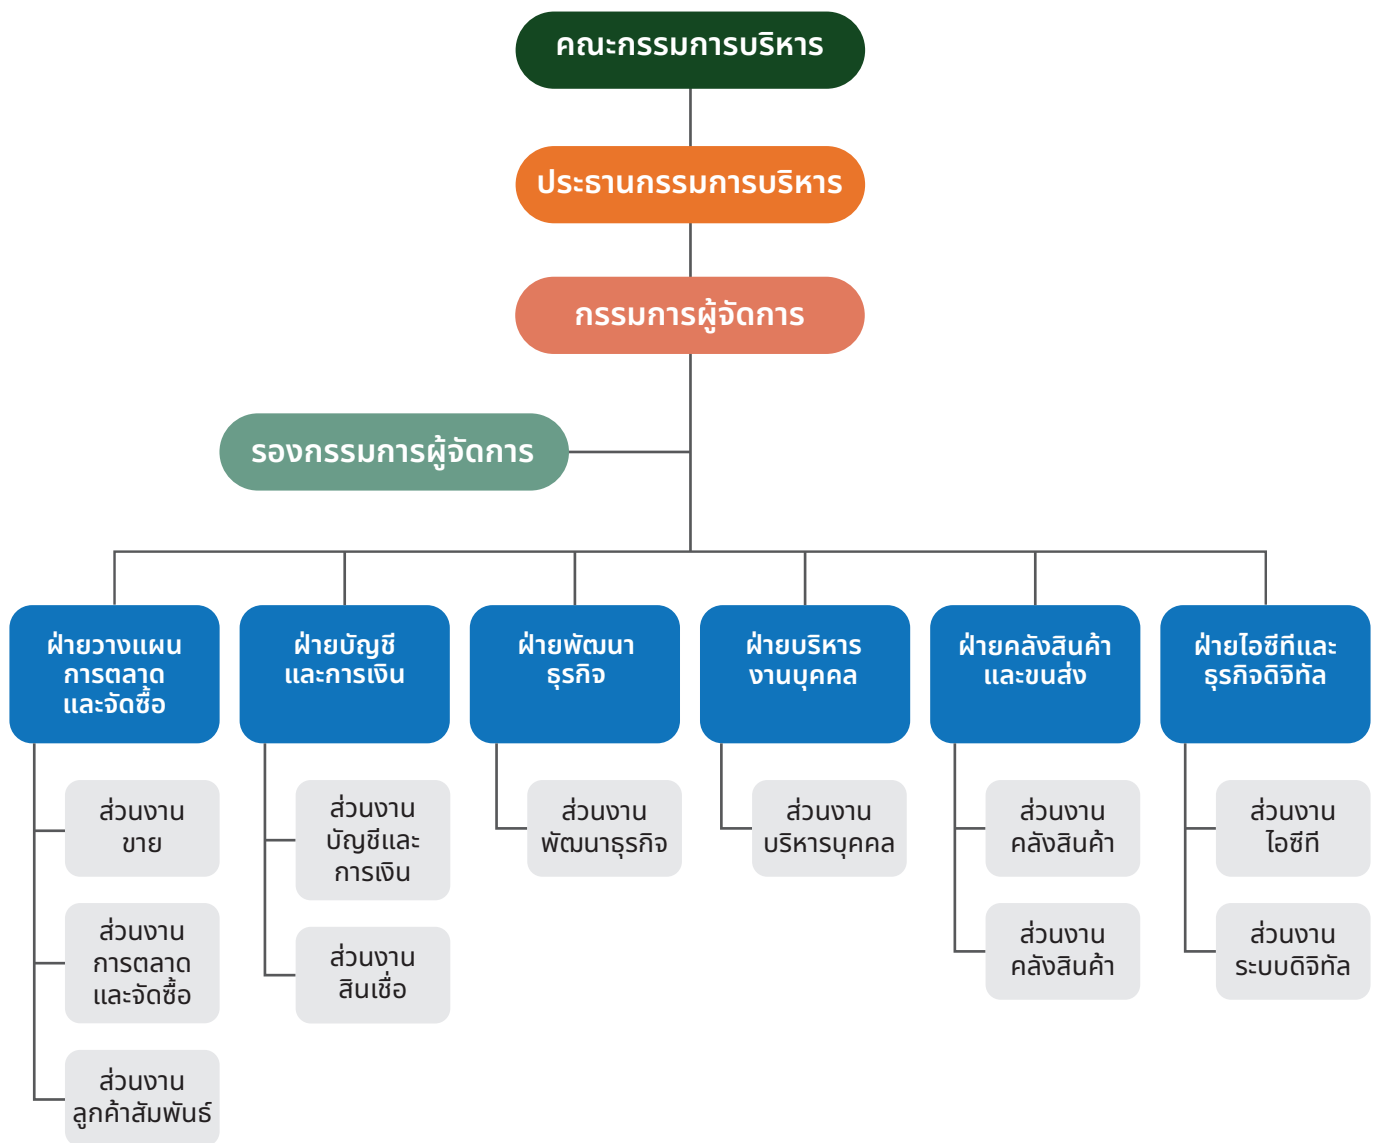 คณะกรรมการบริหาร
ประธานกรรมการบริหาร
กรรมการผู้จัดการ
รองกรรมการผู้จัดการ
ฝ่ายวางแผน
การตลาด
และจัดซื้อ
ฝ่ายบัญชี
และการเงิน
ฝ่ายพัฒนา
ธุรกิจ
ฝ่ายบริหาร
งานบุคคล
ฝ่ายคลังสินค้า
และขนส่ง
ฝ่ายไอซีทีและ
ธุรกิจดิจิทัล
ส่วนงาน
ขาย
ส่วนงาน
การตลาด
และจัดซื้อ
ส่วนงาน
ลูกค้าสัมพันธ์
ส่วนงาน
บัญชีและ
การเงิน
ส่วนงาน
สินเชื่อ
ส่วนงาน
พัฒนาธุรกิจ
ส่วนงาน
บริหารบุคคล
ส่วนงาน
คลังสินค้า
ส่วนงาน
คลังสินค้า
ส่วนงาน
ไอซีที
ส่วนงาน
ระบบดิจิทัล